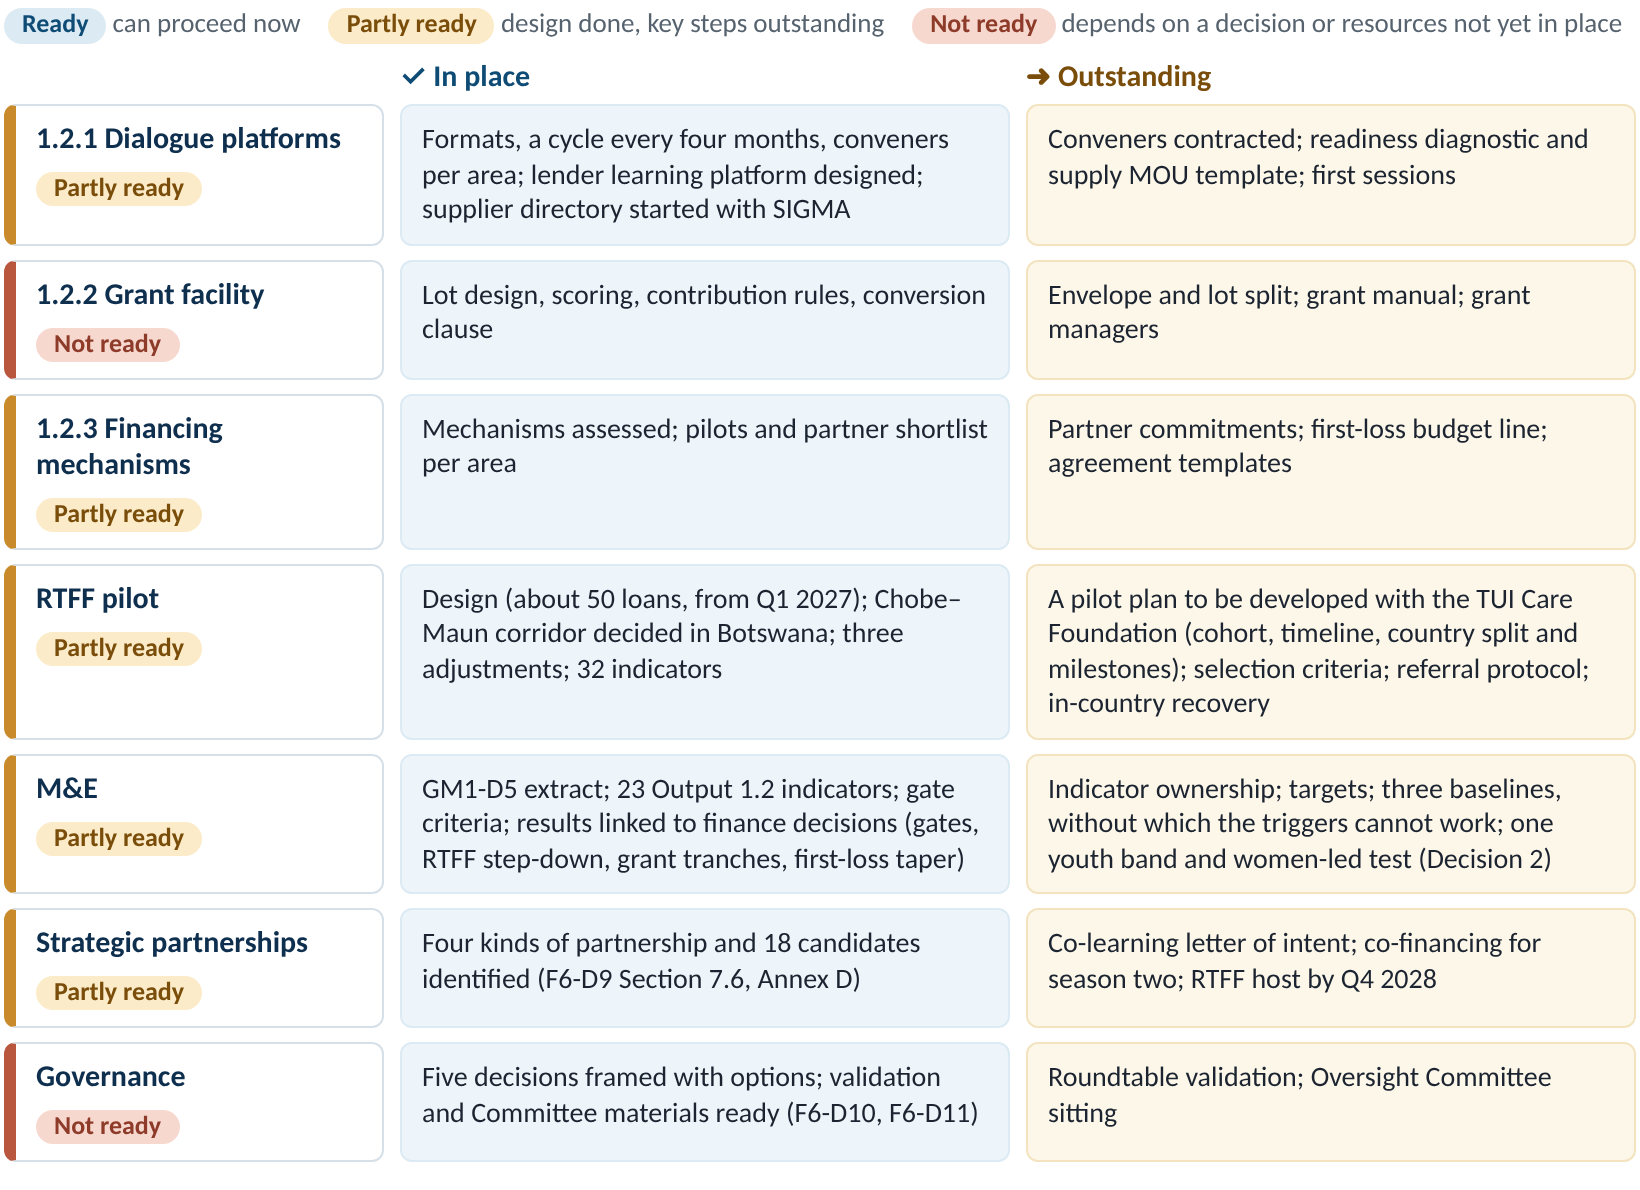 Ready can proceed now Partly ready design done, key steps outstanding Not ready depends on a decision or resources not yet in place
✓ In place
➜ Outstanding
1.2.1 Dialogue platforms
Partly ready
Formats, a cycle every four months, conveners
per area; lender learning platform designed;
supplier directory started with SIGMA
Conveners contracted; readiness diagnostic and
supply MOU template; first sessions
1.2.2 Grant facility
Not ready
Lot design, scoring, contribution rules, conversion
clause
Envelope and lot split; grant manual; grant
managers
1.2.3 Financing
mechanisms
Partly ready
Mechanisms assessed; pilots and partner shortlist
per area
Partner commitments; first-loss budget line;
agreement templates
RTFF pilot
Partly ready
Design (about 50 loans, from Q1 2027); Chobe–
Maun corridor decided in Botswana; three
adjustments; 32 indicators
A pilot plan to be developed with the TUI Care
Foundation (cohort, timeline, country split and
milestones); selection criteria; referral protocol;
in-country recovery
M&E
Partly ready
GM1-D5 extract; 23 Output 1.2 indicators; gate
criteria; results linked to finance decisions (gates,
RTFF step-down, grant tranches, first-loss taper)
Indicator ownership; targets; three baselines,
without which the triggers cannot work; one
youth band and women-led test (Decision 2)
Strategic partnerships
Partly ready
Four kinds of partnership and 18 candidates
identified (F6-D9 Section 7.6, Annex D)
Co-learning letter of intent; co-financing for
season two; RTFF host by Q4 2028
Governance
Not ready
Five decisions framed with options; validation
and Committee materials ready (F6-D10, F6-D11)
Roundtable validation; Oversight Committee
sitting